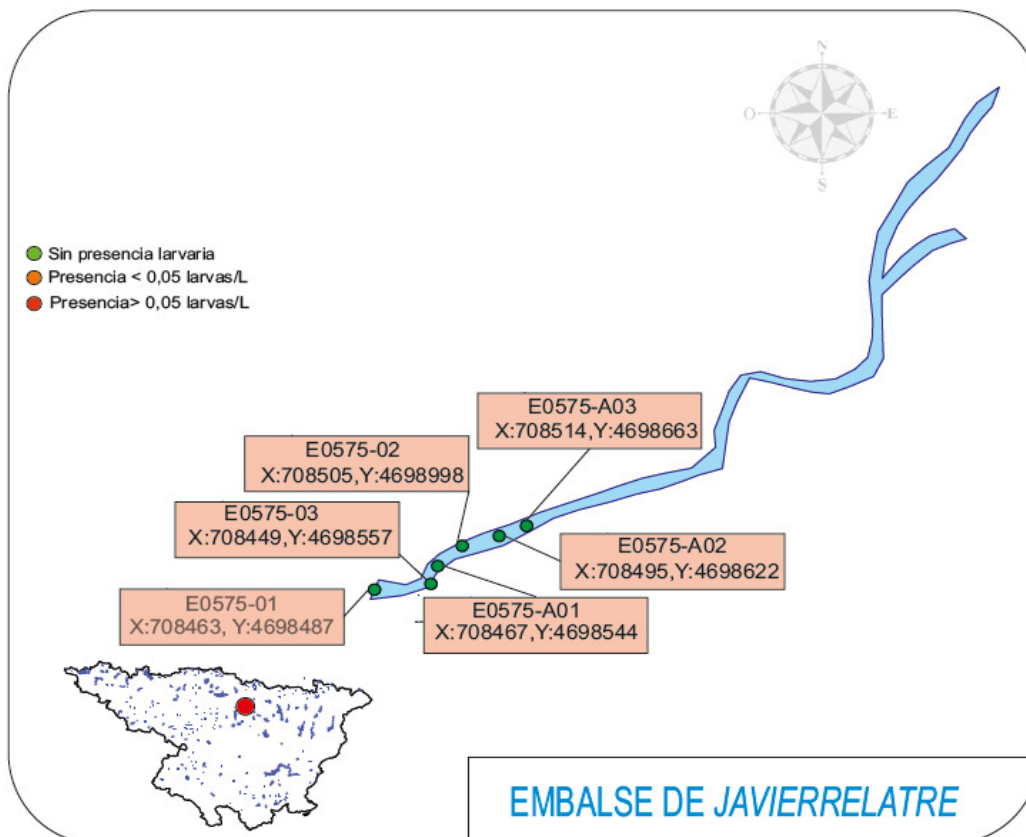 N
O
E
S
Sin presencia larvaria
Presencia < 0,05 larvas/L
Presencia> 0,05 larvas/L
E0575-A03
X:708514,Y:4698663
E0575-02
X:708505,Y:4698998
E0575-03
X:708449,Y:4698557
E0575-A02
X:708495,Y:4698622
E0575-01
X:708463, Y:4698487
E0575-A01
X:708467,Y:4698544
EMBALSE DE JAVIERRELATRE